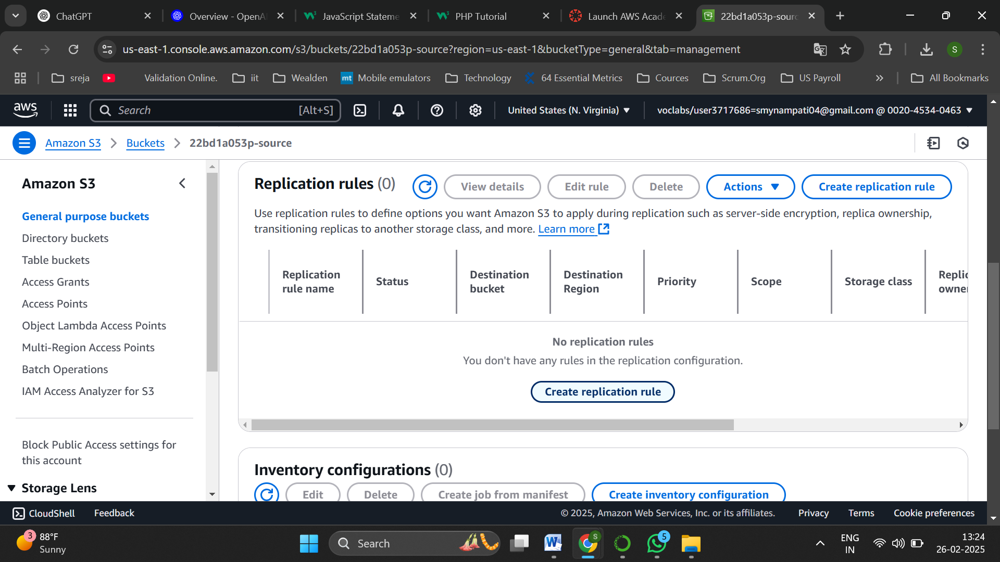 ChatGPT
Overview - OpenA
JavaScript Stateme
PHP Tutorial
Launch AWS Acade
22bd1a053p-sourc
us-east-1.console.aws.amazon.com/s3/buckets/22bd1a053p-source?region=us-east-1&bucketType=general&tab=management
S
sreja
Validation Online.
iit
Wealden
mt Mobile emulators
Technology
64 Essential Metrics
Cources
Scrum.Org
US Payroll
All Bookmarks
aws
Search
[Alt+S]
United States (N. Virginia)
voclabs/user3717686=smynampati04@gmail.com @ 0020-4534-0463
Amazon S3
Buckets
22bd1a053p-source
Amazon S3
General purpose buckets
Directory buckets
Table buckets
Access Grants
Access Points
Object Lambda Access Points
Multi-Region Access Points
Batch Operations
IAM Access Analyzer for S3
Block Public Access settings for
this account
Storage Lens
Replication rules (0)
View details
Edit rule
Delete
Actions
Create replication rule
Use replication rules to define options you want Amazon S3 to apply during replication such as server-side encryption, replica ownership,
transitioning replicas to another storage class, and more. Learn more
Replication
rule name
Status
Destination
bucket
Destination
Region
Priority
Scope
Storage class
Replic
owner
No replication rules
You don't have any rules in the replication configuration.
Create replication rule
Inventory configurations (0)
Edit
Delete
Create job from manifest
Create inventory configuration
CloudShell
Feedback
© 2025, Amazon Web Services, Inc. or its affiliates.
Privacy
Terms
Cookie preferences
3
88°F
Sunny
Search
W
S
5
ENG
IN
13:24
26-02-2025